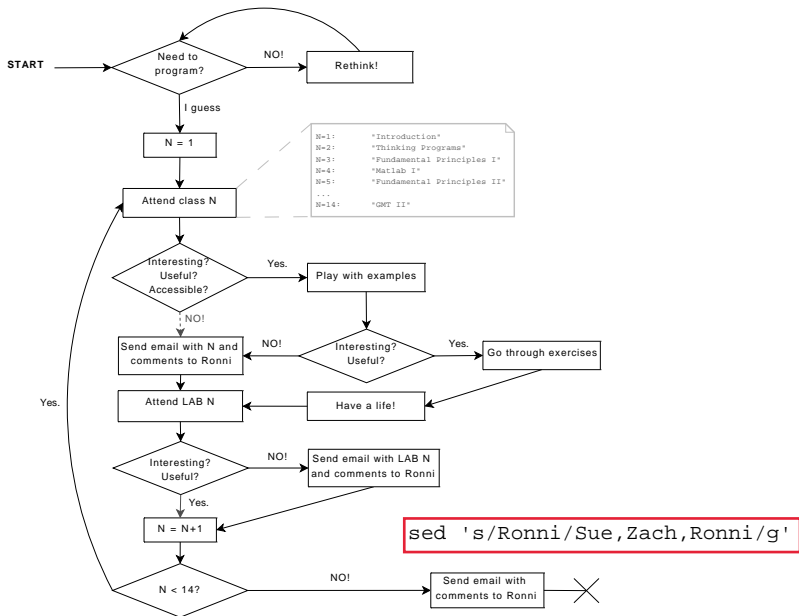 START
Need to
program?
NO!
Rethink!
I guess
N = 1
N=1: "Introduction"
N=2: "Thinking Programs"
N=3: "Fundamental Principles I"
N=4: "Matlab I"
N=5: "Fundamental Principles II"
...
N=14: "GMT II"
Attend class N
Interesting?
Useful?
Accessible?
Yes.
Play with examples
NO!
Send email with N and
comments to Ronni
NO!
Interesting?
Useful?
Yes.
Go through exercises
Yes.
Attend LAB N
Have a life!
Interesting?
Useful?
NO!
Send email with LAB N
and comments to Ronni
Yes.
N = N+1
sed 's/Ronni/Sue,Zach,Ronni/g'
N < 14?
NO!
Send email with
comments to Ronni